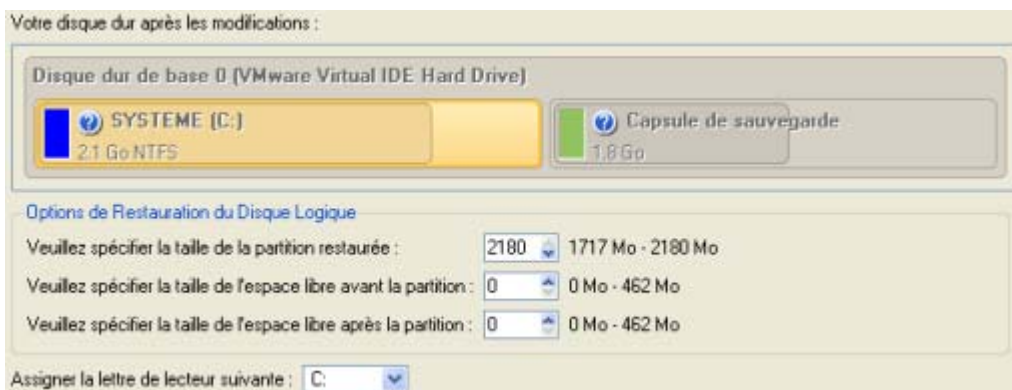 Votre disque dur après les modifications :
Disque dur de base 0 (VMware Virtual IDE Hard Drive)
SYSTEME (C:)
2.1 Go NTFS
Capsule de sauvegarde
1.8 Go
Options de Restauration du Disque Logique
Veuillez spécifier la taille de la partition restaurée : 2180 1717 Mo - 2180 Mo
Veuillez spécifier la taille de l'espace libre avant la partition : 0 0 Mo - 462 Mo
Veuillez spécifier la taille de l'espace libre après la partition : 0 0 Mo - 462 Mo
Assigner la lettre de lecteur suivante : C: